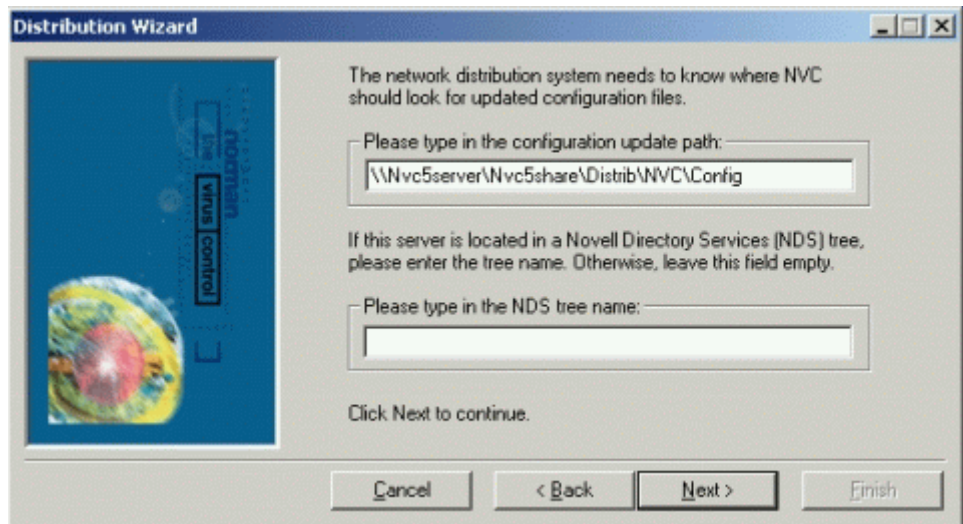 Distribution Wizard
norman
the
virus control
The network distribution system needs to know where NVC
should look for updated configuration files.
Please type in the configuration update path:
\\Nvc5server\Nvc5share\Distrib\NVC\Config
If this server is located in a Novell Directory Services (NDS) tree,
please enter the tree name. Otherwise, leave this field empty.
Please type in the NDS tree name:
Click Next to continue.
Cancel
< Back
Next >
Finish